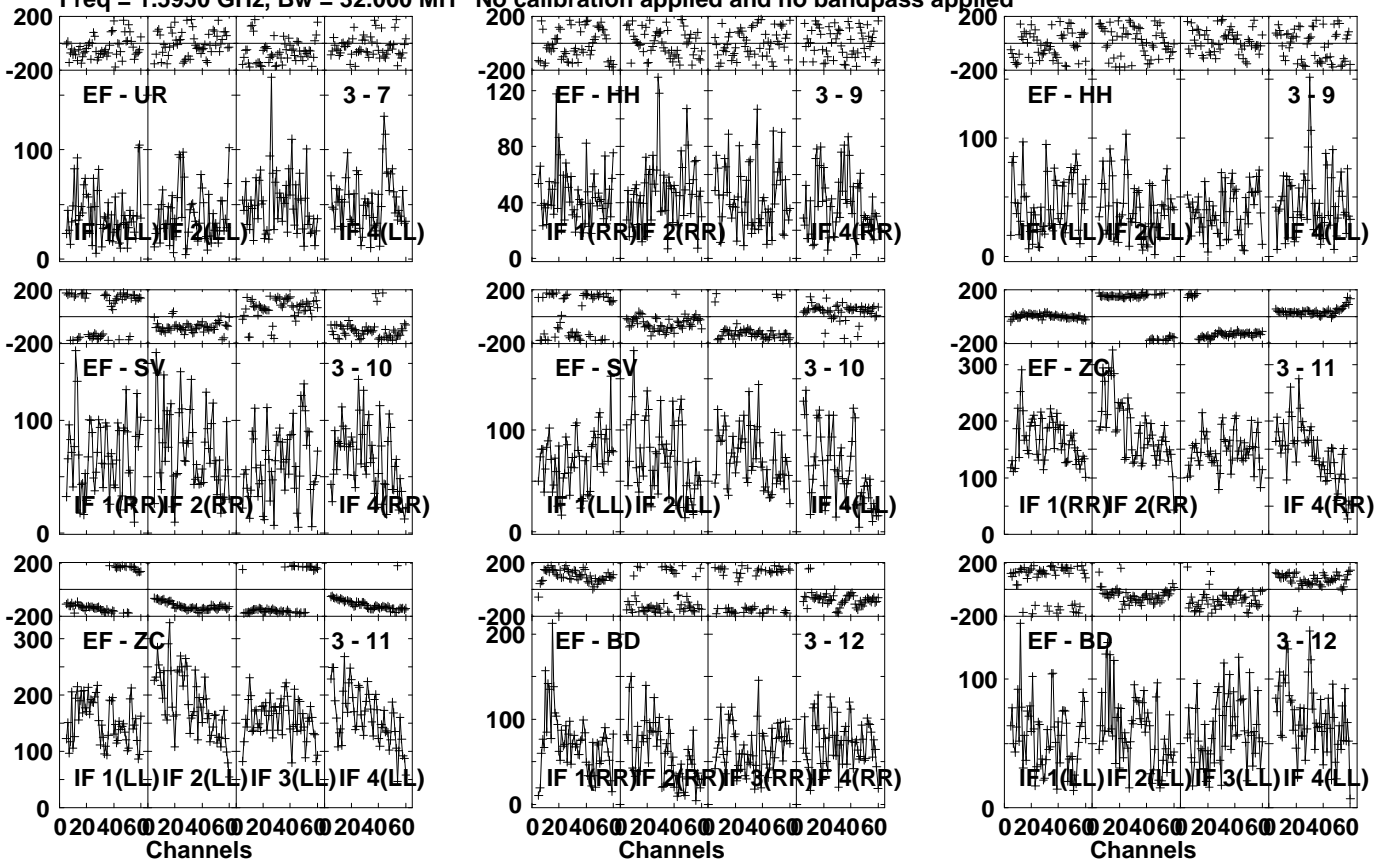 Freq = 1.5950 GHz, Bw = 32.000 MH No calibration applied and no bandpass applied
200 200 200
-200 -200 -200
EF - UR 3 - 7 EF - HH 3 - 9 EF - HH 3 - 9
100 0 120 80 40 0 100 0
IF 1(LL) IF 2(LL) IF 4(LL) IF 1(RR) IF 2(RR) IF 4(RR) IF 1(LL) IF 2(LL) IF 4(LL)
200 200 200
-200 -200 -200
EF - SV 3 - 10 EF - SV 3 - 10 EF - ZC 3 - 11
100 0 100 0 300 200 100 0
IF 1(RR) IF 2(RR) IF 4(RR) IF 1(LL) IF 2(LL) IF 4(LL) IF 1(RR) IF 2(RR) IF 4(RR)
200 200 200
-200 -200 -200
EF - ZC 3 - 11 EF - BD 3 - 12 EF - BD 3 - 12
300 200 100 0 200 100 0 100 0
IF 1(LL) IF 2(LL) IF 3(LL) IF 4(LL) IF 1(RR) IF 2(RR) IF 3(RR) IF 4(RR) IF 1(LL) IF 2(LL) IF 3(LL) IF 4(LL)
0 20 40 60 0 20 40 60 0 20 40 60 0 20 40 60 0 20 40 60 0 20 40 60 0 20 40 60 0 20 40 60 0 20 40 60 0 20 40 60 0 20 40 60 0 20 40 60
Channels Channels Channels